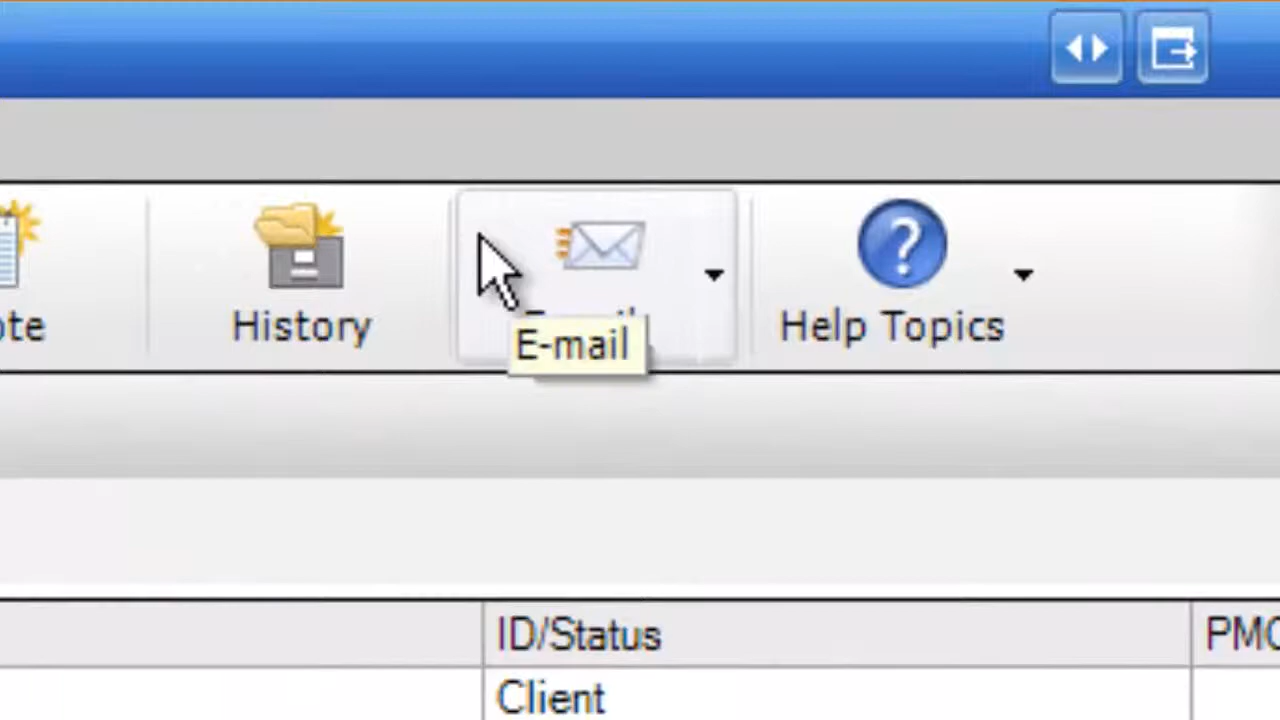 ote
History
E-mail
Help Topics
ID/Status
PMC
Client